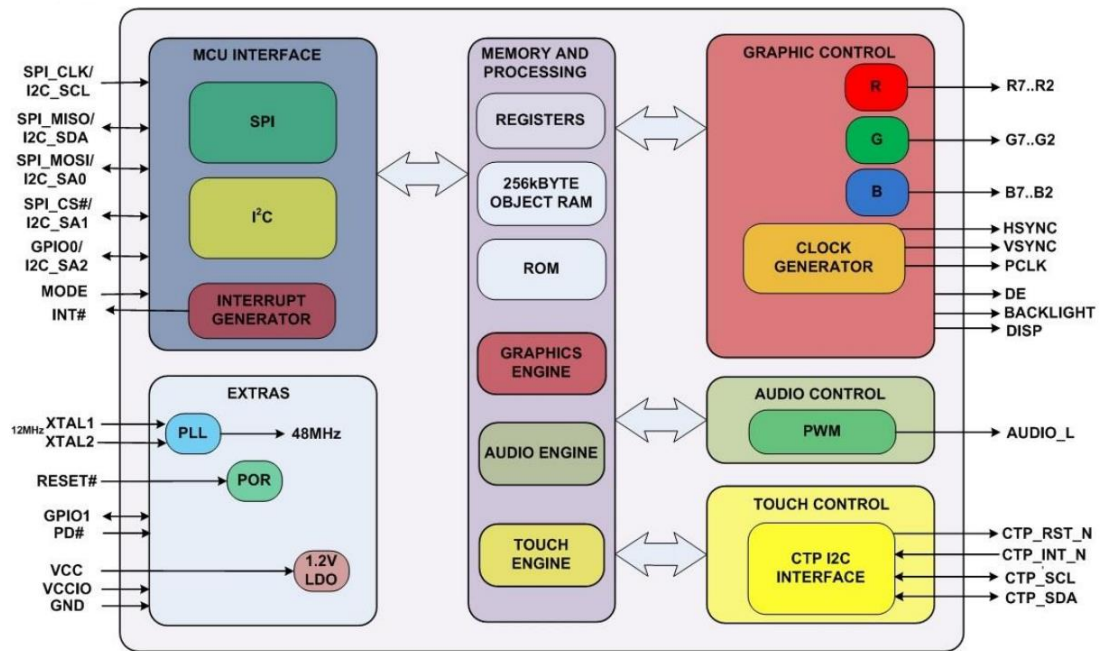 MCU INTERFACE
SPI_CLK/
I2C_SCL
SPI_MISO/
I2C_SDA
SPI_MOSI/
I2C_SA0
SPI_CS#/
I2C_SA1
GPIO0/
I2C_SA2
MODE
INT#
SPI
I²C
INTERRUPT
GENERATOR
EXTRAS
12MHz XTAL1
XTAL2
PLL
48MHz
RESET#
POR
GPIO1
PD#
VCC
1.2V
LDO
VCCIO
GND
MEMORY AND
PROCESSING
REGISTERS
256kBYTE
OBJECT RAM
ROM
GRAPHICS
ENGINE
AUDIO ENGINE
TOUCH
ENGINE
GRAPHIC CONTROL
R
R7..R2
G
G7..G2
B
B7..B2
CLOCK
GENERATOR
HSYNC
VSYNC
PCLK
DE
BACKLIGHT
DISP
AUDIO CONTROL
PWM
AUDIO_L
TOUCH CONTROL
CTP I2C
INTERFACE
CTP_RST_N
CTP_INT_N
CTP_SCL
CTP_SDA